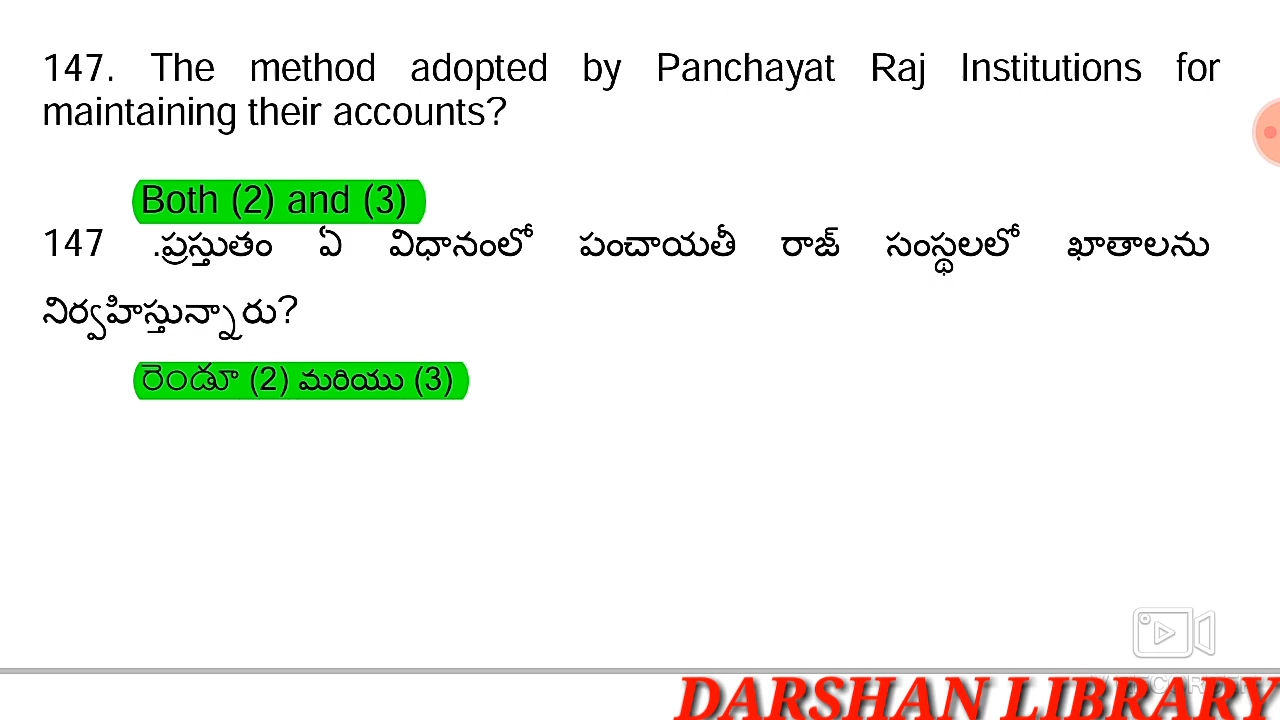 147. The method adopted by Panchayat Raj Institutions for
maintaining their accounts?
Both (2) and (3)
147 .ప్రస్తుతం ఏ విధానంలో పంచాయతీ రాజ్ సంస్థలలో ఖాతాలను
నిర్వహిస్తున్నారు?
రెండూ (2) మరియు (3)
DARSHAN LIBRARY